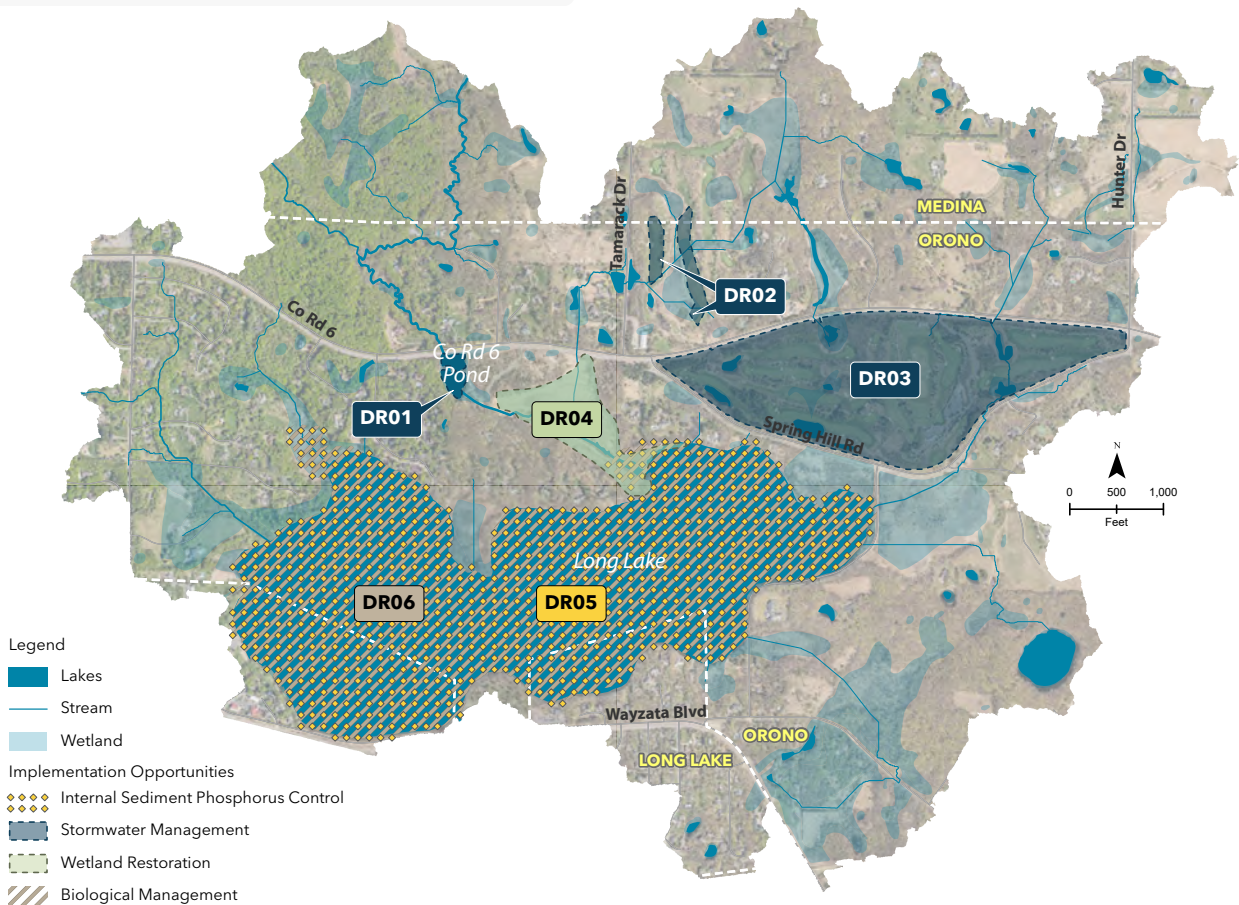 MEDINA
ORONO
Hunter Dr
Tamarack Dr
DR02
Co Rd 6
Co Rd 6
Pond
DR03
DR01
DR04
Spring Hill Rd
N
0 500 1,000
Feet
Long Lake
DR06
DR05
Wayzata Blvd
ORONO
LONG LAKE
Legend
Lakes
Stream
Wetland
Implementation Opportunities
Internal Sediment Phosphorus Control
Stormwater Management
Wetland Restoration
Biological Management